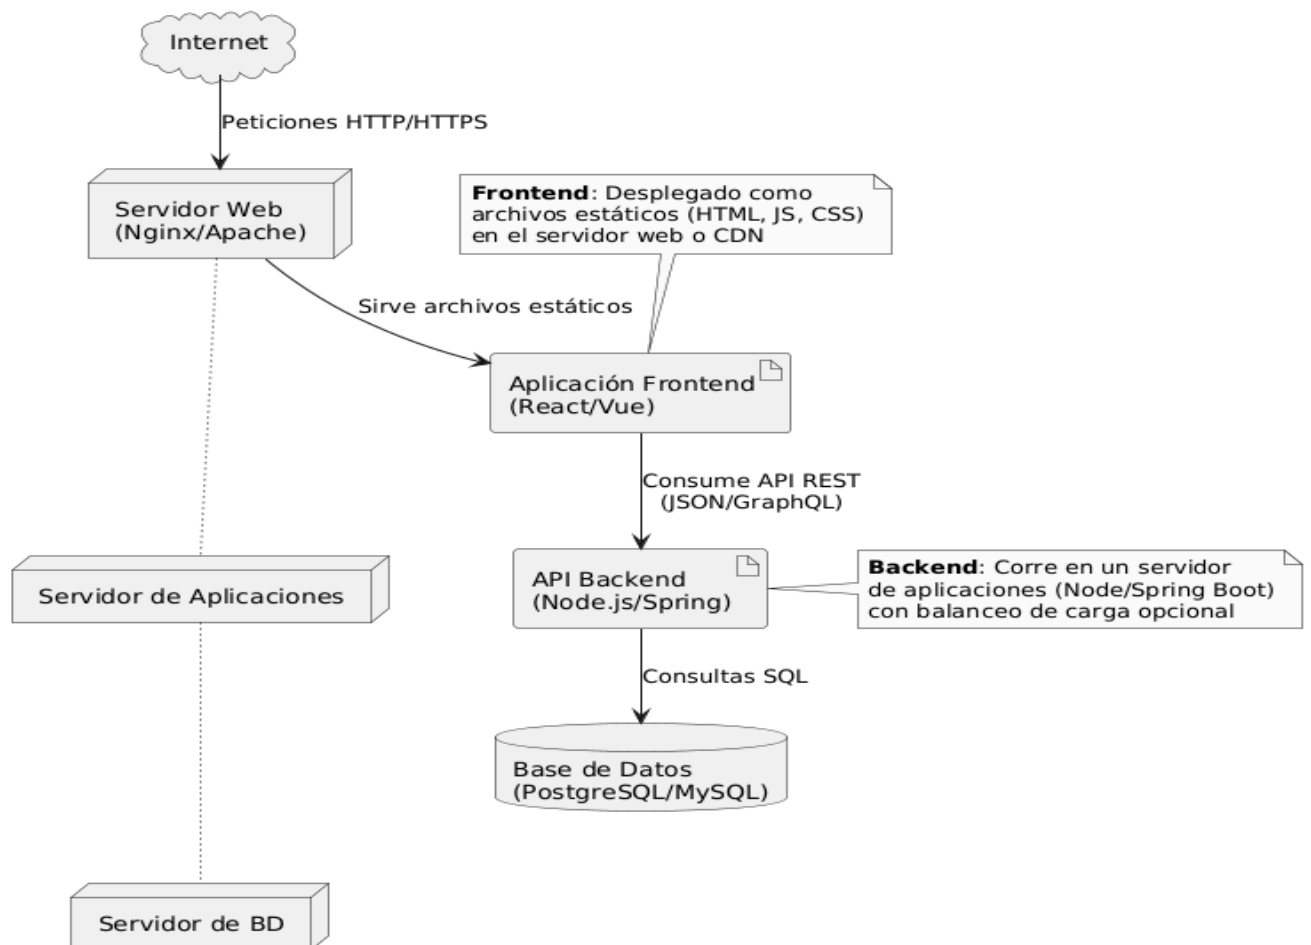 Internet
Peticiones HTTP/HTTPS
Servidor Web
(Nginx/Apache)
Frontend: Desplegado como
archivos estáticos (HTML, JS, CSS)
en el servidor web o CDN
Sirve archivos estáticos
Aplicación Frontend
(React/Vue)
Consume API REST
(JSON/GraphQL)
Servidor de Aplicaciones
API Backend
(Node.js/Spring)
Backend: Corre en un servidor
de aplicaciones (Node/Spring Boot)
con balanceo de carga opcional
Consultas SQL
Base de Datos
(PostgreSQL/MySQL)
Servidor de BD